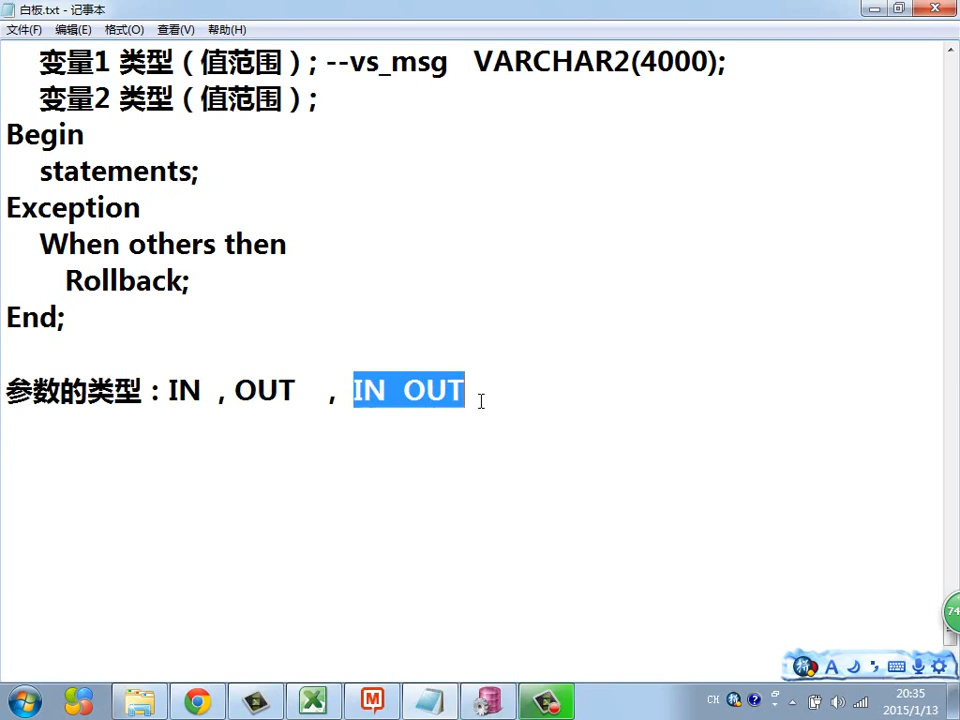 白板.txt - 记事本
文件(F) 编辑(E) 格式(O) 查看(V) 帮助(H)
变量1 类型（值范围）; --vs_msg VARCHAR2(4000);
变量2 类型（值范围）;
Begin
statements;
Exception
When others then
Rollback;
End;
参数的类型：IN ，OUT ， IN OUT
74
拼 A
CH 拼 20:35
2015/1/13